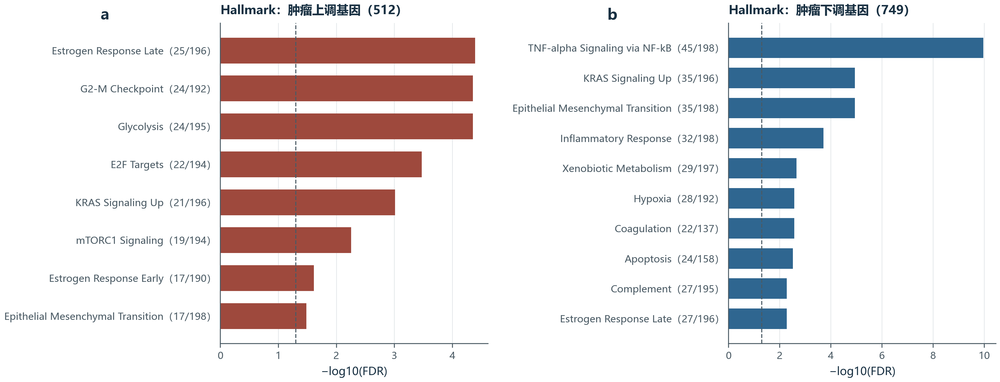 a
Hallmark：肿瘤上调基因（512）
Estrogen Response Late（25/196）
G2-M Checkpoint（24/192）
Glycolysis（24/195）
E2F Targets（22/194）
KRAS Signaling Up（21/196）
mTORC1 Signaling（19/194）
Estrogen Response Early（17/190）
Epithelial Mesenchymal Transition（17/198）
0 1 2 3 4
−log10(FDR)
b
Hallmark：肿瘤下调基因（749）
TNF-alpha Signaling via NF-kB（45/198）
KRAS Signaling Up（35/196）
Epithelial Mesenchymal Transition（35/198）
Inflammatory Response（32/198）
Xenobiotic Metabolism（29/197）
Hypoxia（28/192）
Coagulation（22/137）
Apoptosis（24/158）
Complement（27/195）
Estrogen Response Late（27/196）
0 2 4 6 8 10
−log10(FDR)